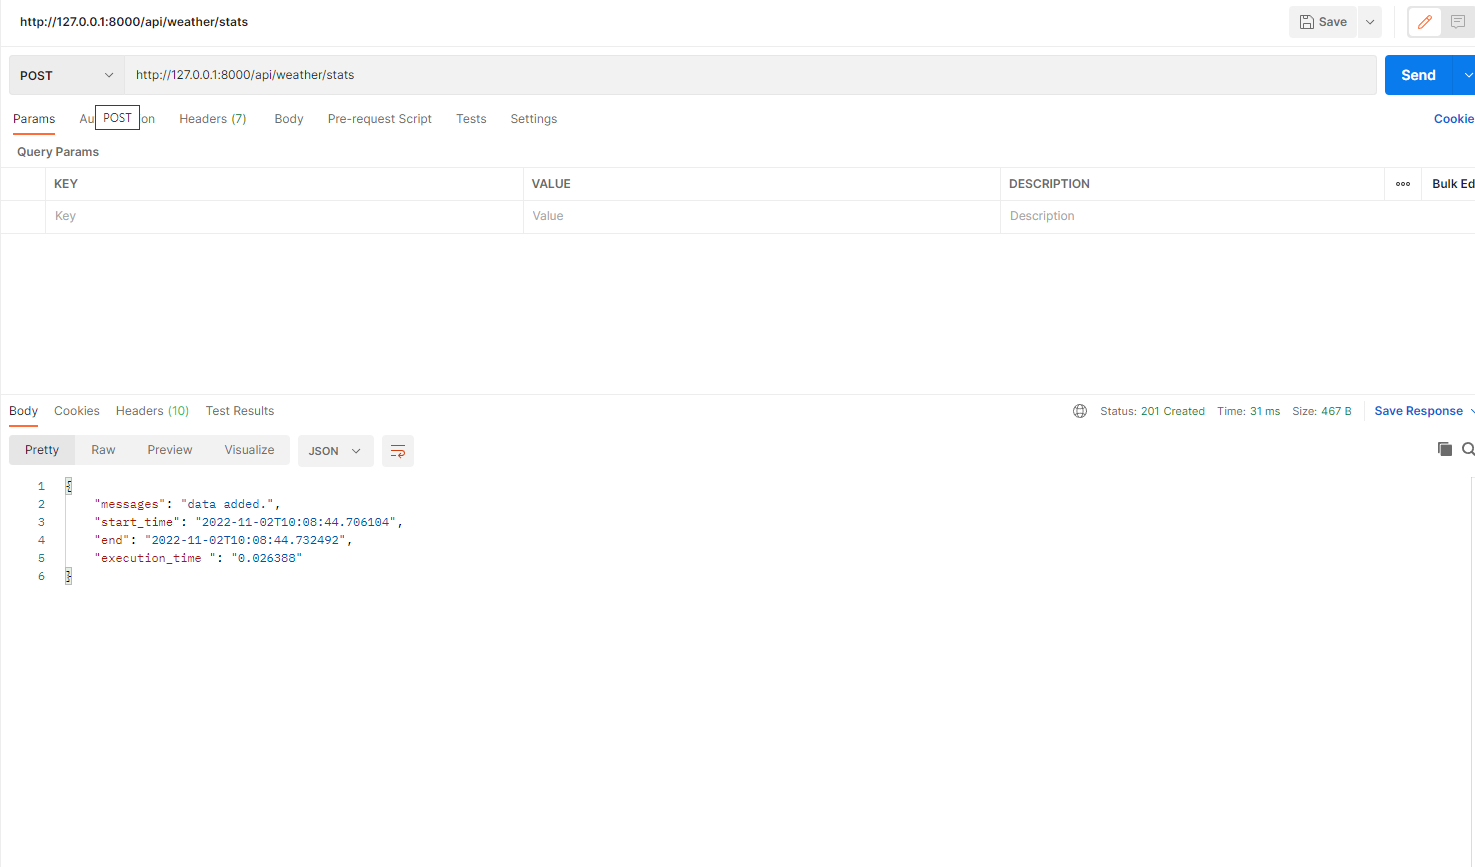 http://127.0.0.1:8000/api/weather/stats
Save
POST http://127.0.0.1:8000/api/weather/stats Send
Params Au POST on Headers (7) Body Pre-request Script Tests Settings Cookie
Query Params
KEY VALUE DESCRIPTION ooo Bulk Ed
Key Value Description
Body Cookies Headers (10) Test Results Status: 201 Created Time: 31 ms Size: 467 B Save Response
Pretty Raw Preview Visualize JSON
1 {
2 "messages": "data added.",
3 "start_time": "2022-11-02T10:08:44.706104",
4 "end": "2022-11-02T10:08:44.732492",
5 "execution_time ": "0.026388"
6 }